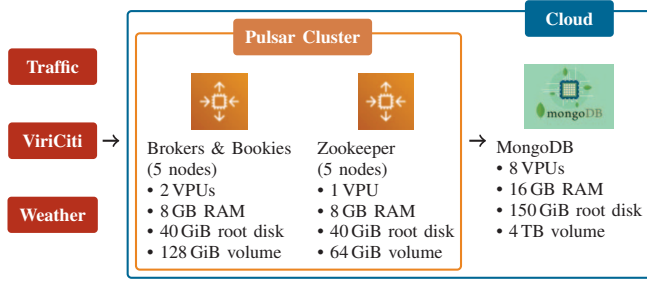 Cloud
Pulsar Cluster
Traffic
ViriCiti
Weather
Brokers & Bookies
(5 nodes)
• 2 VPUs
• 8 GB RAM
• 40 GiB root disk
• 128 GiB volume
Zookeeper
(5 nodes)
• 1 VPU
• 8 GB RAM
• 40 GiB root disk
• 64 GiB volume
mongoDB
MongoDB
• 8 VPUs
• 16 GB RAM
• 150 GiB root disk
• 4 TB volume